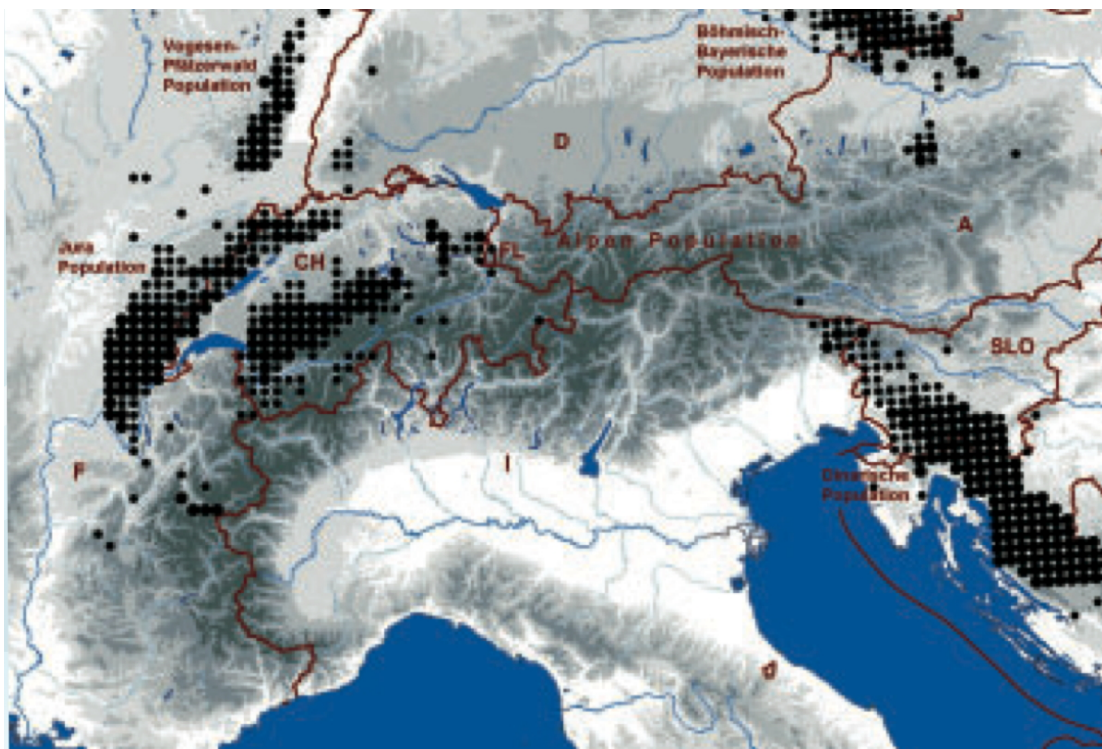 Vogesen-
Pfälzerwald
Population
Böhmisch-
Bayerische
Population
D
Jura
Population
CH
FL
Alpen Population
A
SLO
F
I
Dinarische
Population